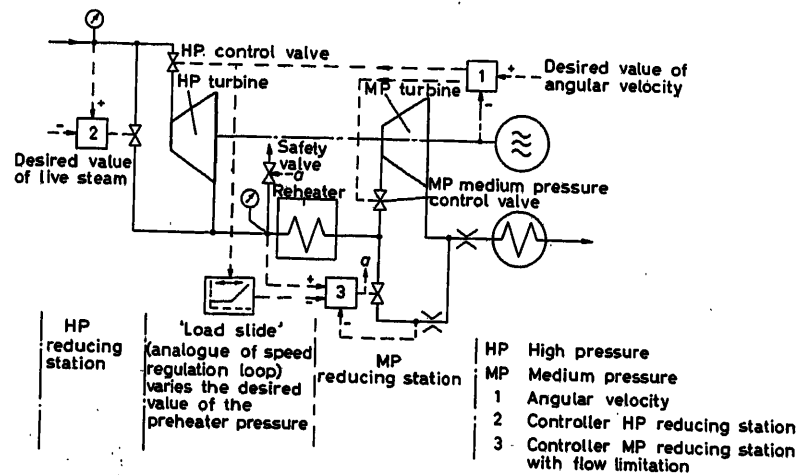 HP. control valve
HP turbine
MP turbine
1
Desired value of
angular velocity
+
-
+
-
2
Desired value
of live steam
Safety
valve
a
Reheater
MP medium pressure
control valve
a
+
-
3
-
'Load slide'
(analogue of speed
regulation loop)
varies the desired
value of the
preheater pressure
HP
reducing
station
MP
reducing station
HP High pressure
MP Medium pressure
1 Angular velocity
2 Controller HP reducing station
3 Controller MP reducing station
with flow limitation